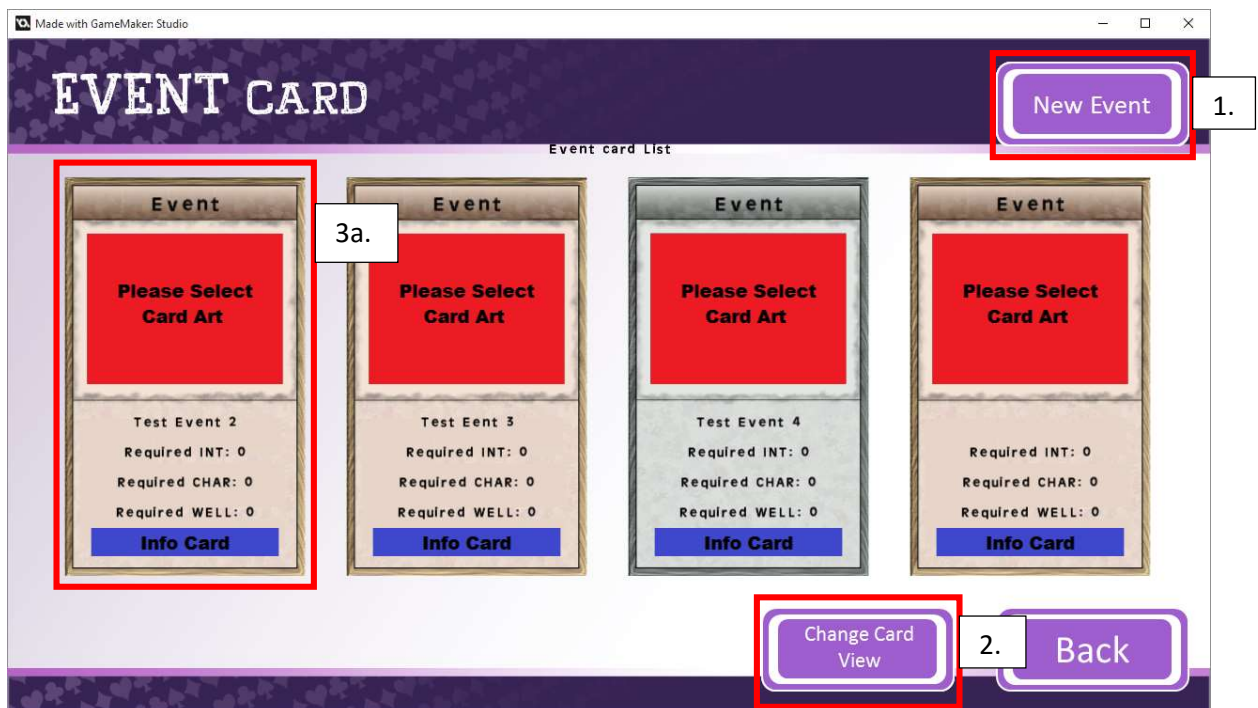 Made with GameMaker: Studio
EVENT CARD
New Event
1.
Event card List
Event
Please Select
Card Art
Test Event 2
Required INT: 0
Required CHAR: 0
Required WELL: 0
Info Card
3a.
Event
Please Select
Card Art
Test Eent 3
Required INT: 0
Required CHAR: 0
Required WELL: 0
Info Card
Event
Please Select
Card Art
Test Event 4
Required INT: 0
Required CHAR: 0
Required WELL: 0
Info Card
Event
Please Select
Card Art
Required INT: 0
Required CHAR: 0
Required WELL: 0
Info Card
Change Card
View
2.
Back